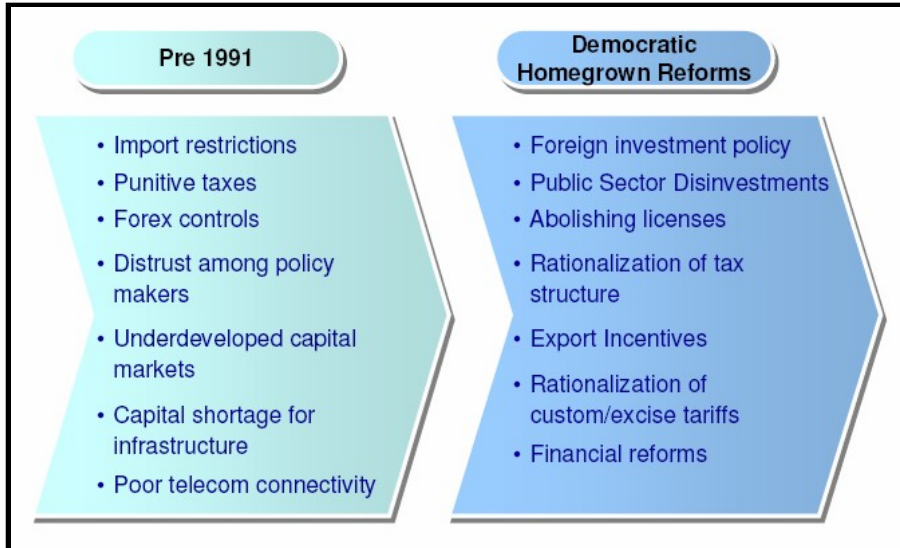 Pre 1991
• Import restrictions
• Punitive taxes
• Forex controls
• Distrust among policy
makers
• Underdeveloped capital
markets
• Capital shortage for
infrastructure
• Poor telecom connectivity
Democratic
Homegrown Reforms
• Foreign investment policy
• Public Sector Disinvestments
• Abolishing licenses
• Rationalization of tax
structure
• Export Incentives
• Rationalization of
custom/excise tariffs
• Financial reforms